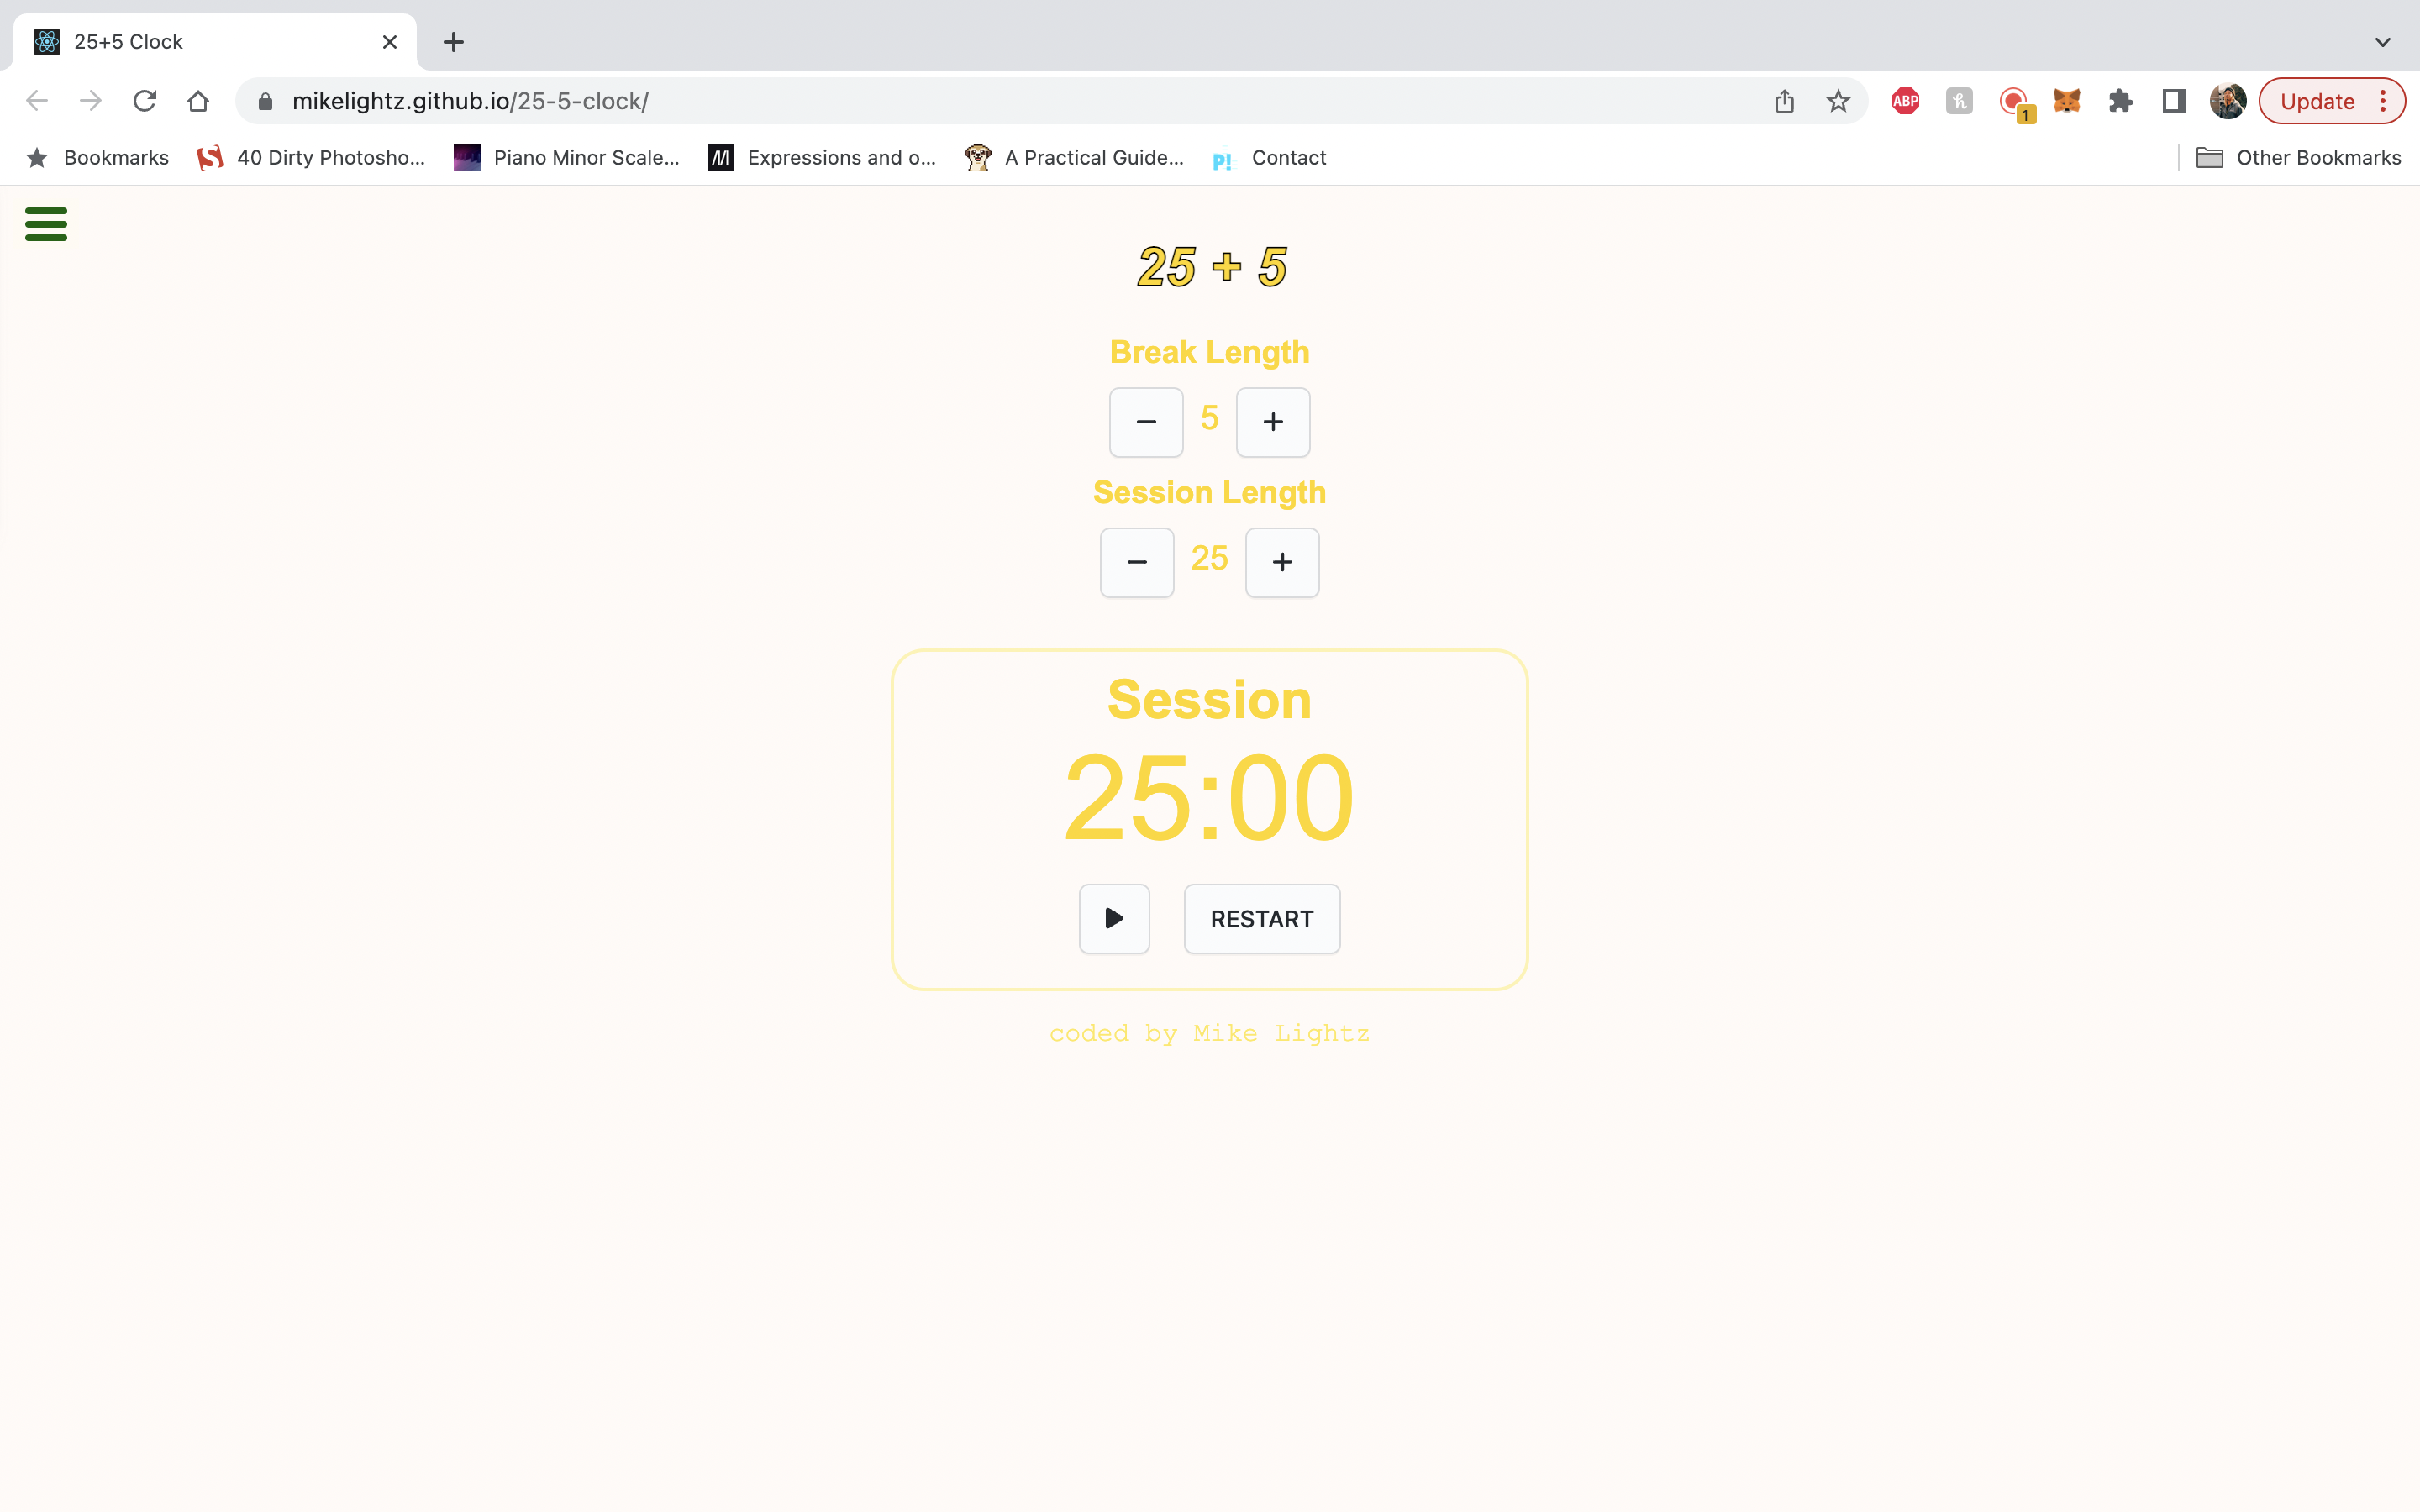 25+5 Clock
mikelightz.github.io/25-5-clock/
ABP
1
Update
Bookmarks
40 Dirty Photosho...
Piano Minor Scale...
Expressions and o...
A Practical Guide...
p!
Contact
Other Bookmarks
25 + 5
Break Length
− 5 +
Session Length
− 25 +
Session
25:00
RESTART
coded by Mike Lightz